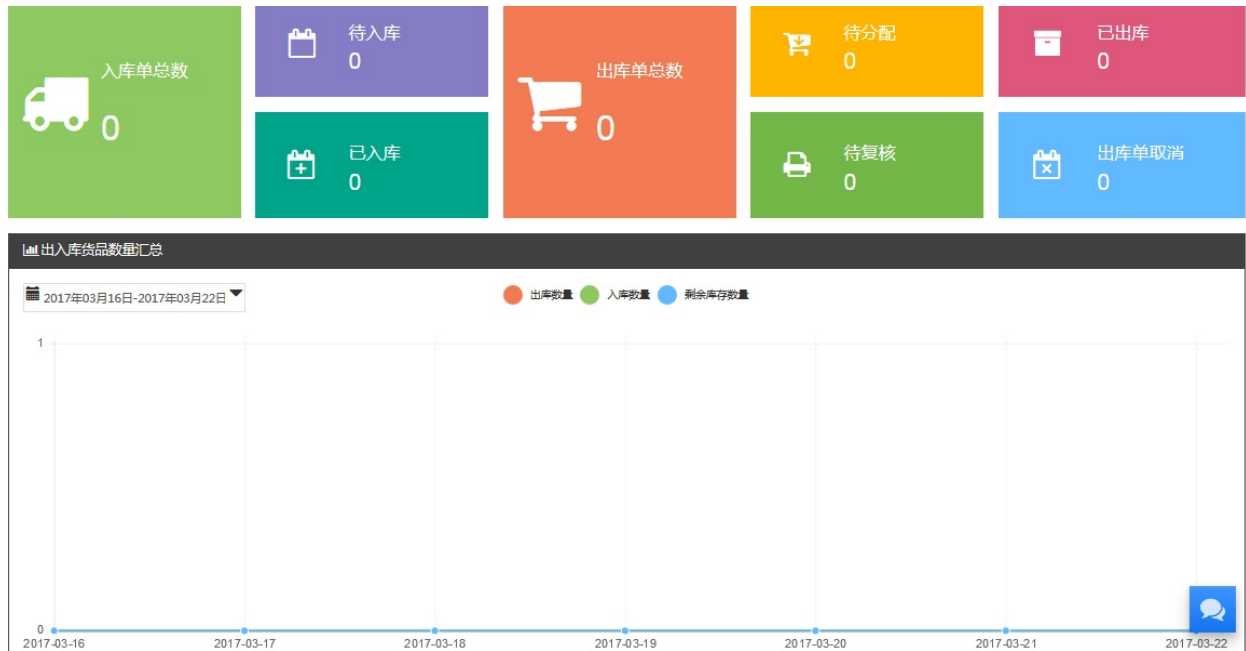 入库单总数
0
待入库
0
已入库
0
出库单总数
0
待分配
0
待复核
0
已出库
0
出库单取消
0
出入库货品数量汇总
2017年03月16日-2017年03月22日
出库数量 入库数量 剩余库存数量
1
0
2017-03-16 2017-03-17 2017-03-18 2017-03-19 2017-03-20 2017-03-21 2017-03-22